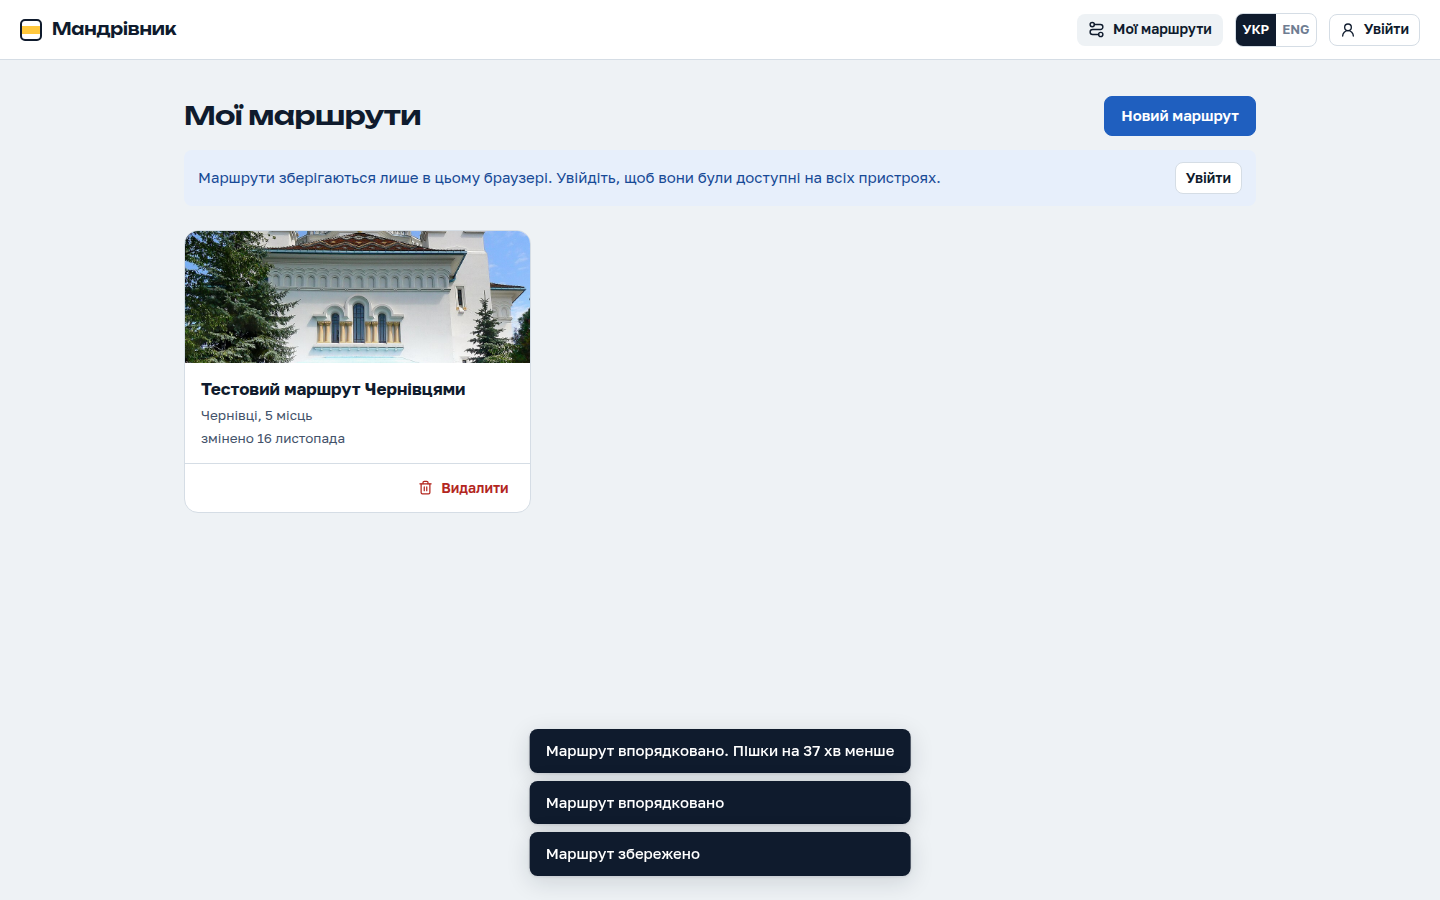 Мандрівник
Мої маршрути
УКР ENG
Увійти
Мої маршрути
Новий маршрут
Маршрути зберігаються лише в цьому браузері. Увійдіть, щоб вони були доступні на всіх пристроях.
Увійти
Тестовий маршрут Чернівцями
Чернівці, 5 місць
змінено 16 листопада
Видалити
Маршрут впорядковано. Пішки на 37 хв менше
Маршрут впорядковано
Маршрут збережено